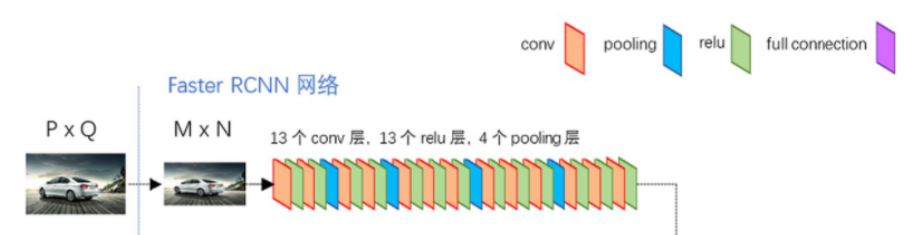 conv pooling relu full connection
Faster RCNN 网络
P x Q
M x N
13 个 conv 层, 13 个 relu 层, 4 个 pooling 层